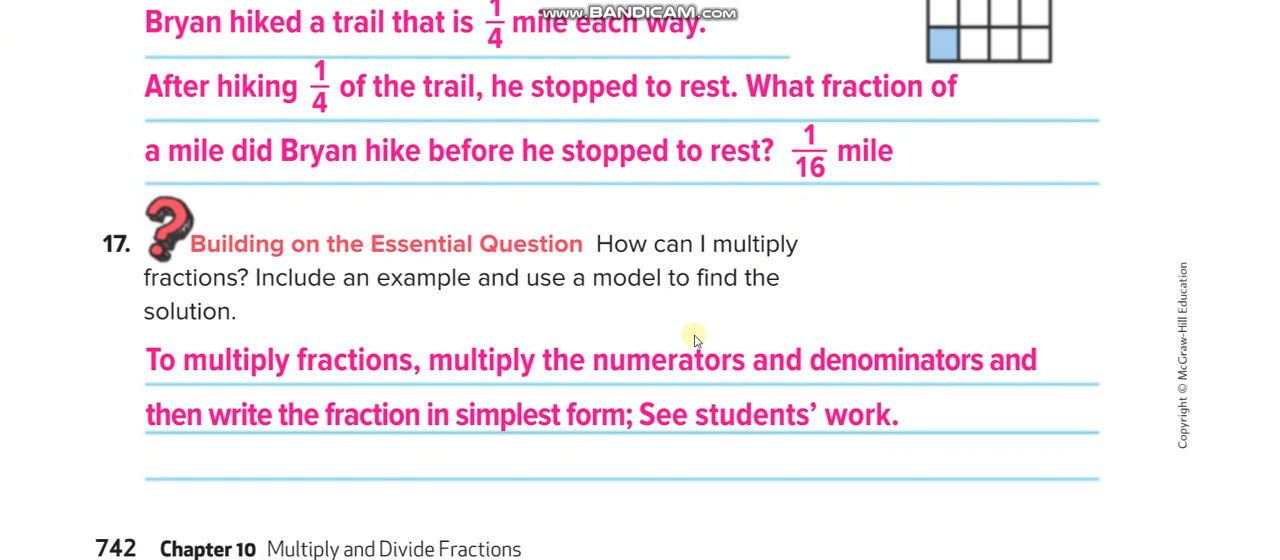 www.BANDICAM.com
Bryan hiked a trail that is 1/4 mile each way.
After hiking 1/4 of the trail, he stopped to rest. What fraction of
a mile did Bryan hike before he stopped to rest? 1/16 mile
17. Building on the Essential Question How can I multiply
fractions? Include an example and use a model to find the
solution.
To multiply fractions, multiply the numerators and denominators and
then write the fraction in simplest form; See students’ work.
Copyright © McGraw-Hill Education
742 Chapter 10 Multiply and Divide Fractions